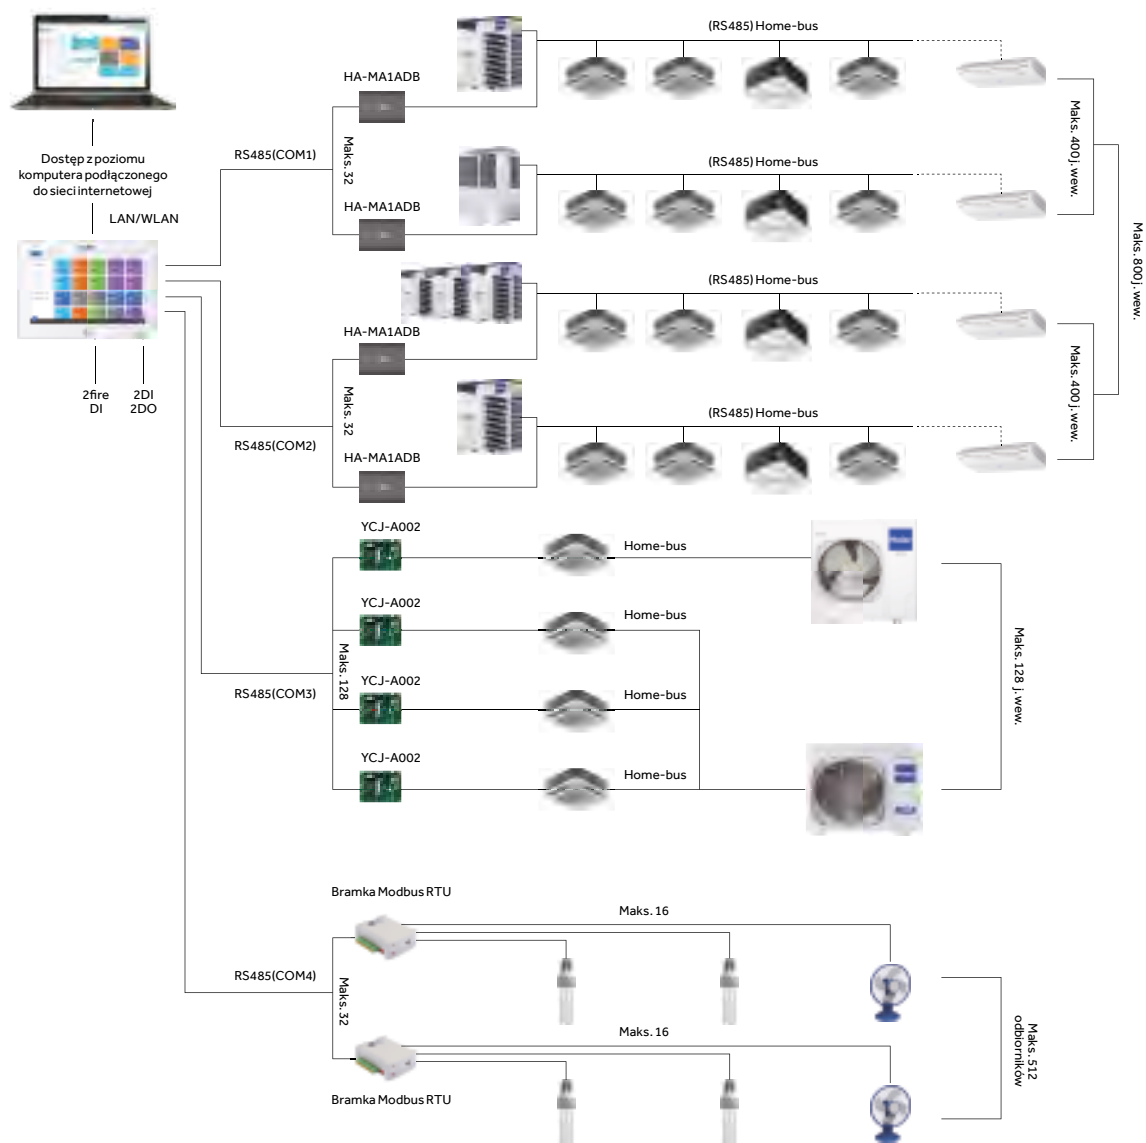 (RS485) Home-bus
HA-MA1ADB
Maks. 400 j. wew.
RS485(COM1)
Maks. 32
Dostęp z poziomu
komputera podłączonego
do sieci internetowej
(RS485) Home-bus
HA-MA1ADB
LAN/WLAN
Maks. 800 j. wew.
(RS485) Home-bus
HA-MA1ADB
Maks. 400 j. wew.
2fire
DI
2DI
2DO
Maks. 32
(RS485) Home-bus
RS485(COM2)
HA-MA1ADB
YCJ-A002
Home-bus
YCJ-A002
Home-bus
Maks. 128
Maks. 128 j. wew.
YCJ-A002
RS485(COM3)
Home-bus
YCJ-A002
Home-bus
Bramka Modbus RTU
Maks. 16
RS485(COM4)
Maks. 32
Maks. 16
Maks. 512
odbiorników
Bramka Modbus RTU